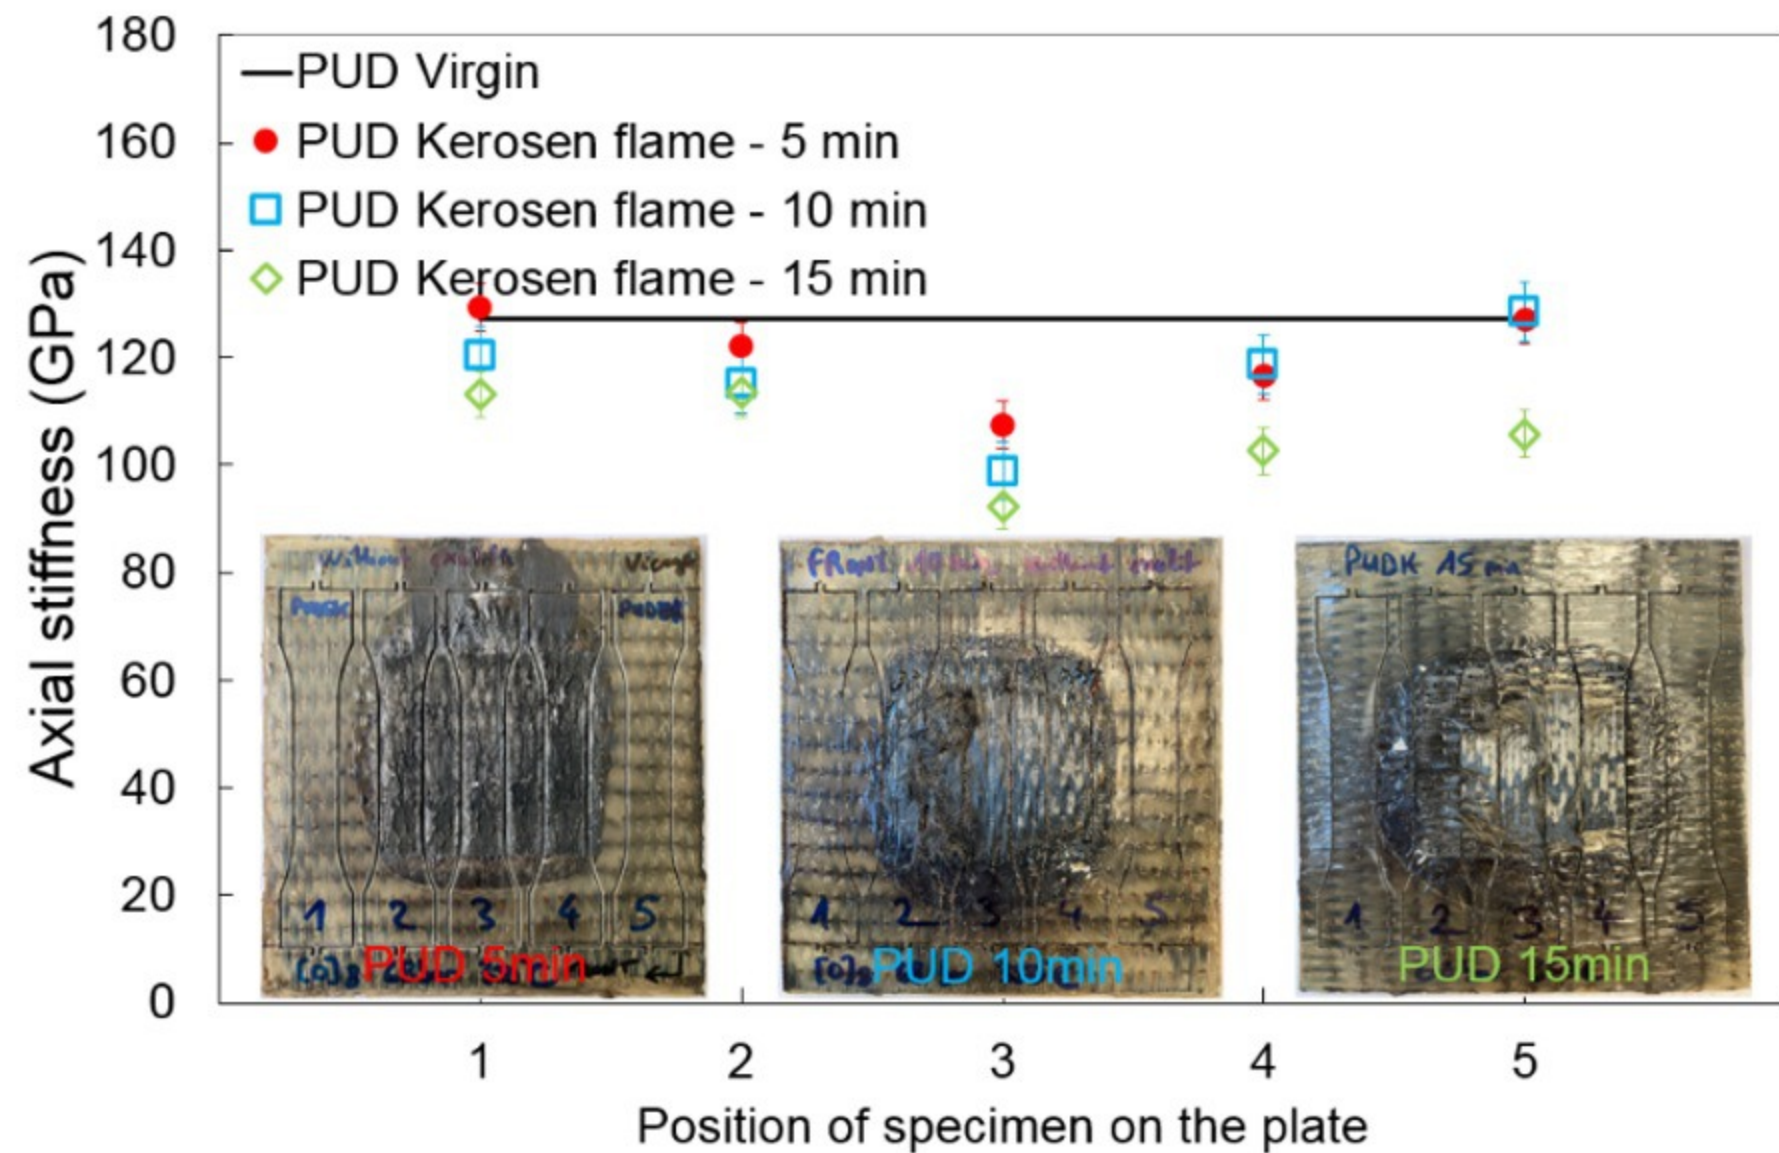 180
160
140
120
100
80
60
40
20
0
Axial stiffness (GPa)
PUD Virgin
PUD Kerosen flame - 5 min
PUD Kerosen flame - 10 min
PUD Kerosen flame - 15 min
Without
1 2 3 4 5
PUD 5min
1 2 3 4 5
PUD 10min
PUDK 15 min
1 2 3 4 5
PUD 15min
1 2 3 4 5
Position of specimen on the plate